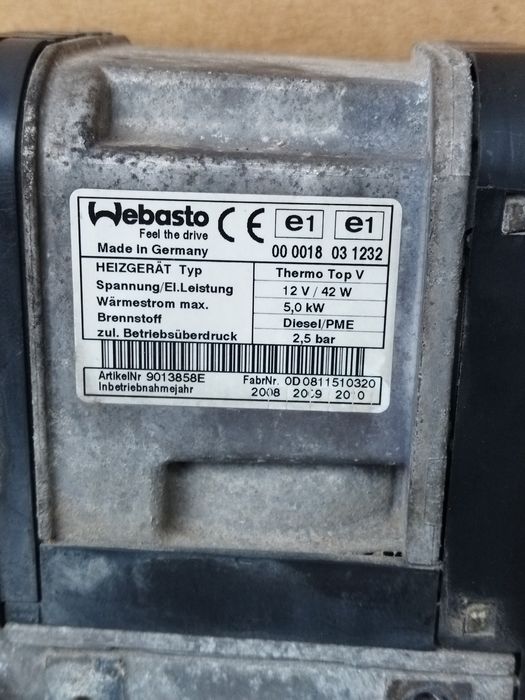 Webasto
Feel the drive
Made in Germany
CE e1 e1
00 0018 03 1232
HEIZGERÄT Typ Thermo Top V
Spannung/El.Leistung 12 V / 42 W
Wärmestrom max. 5,0 kW
Brennstoff Diesel/PME
zul. Betriebsüberdruck 2,5 bar
ArtikelNr 9013858E FabrNr. 0D0811510320
Inbetriebnahmejahr 2008 2009 2010